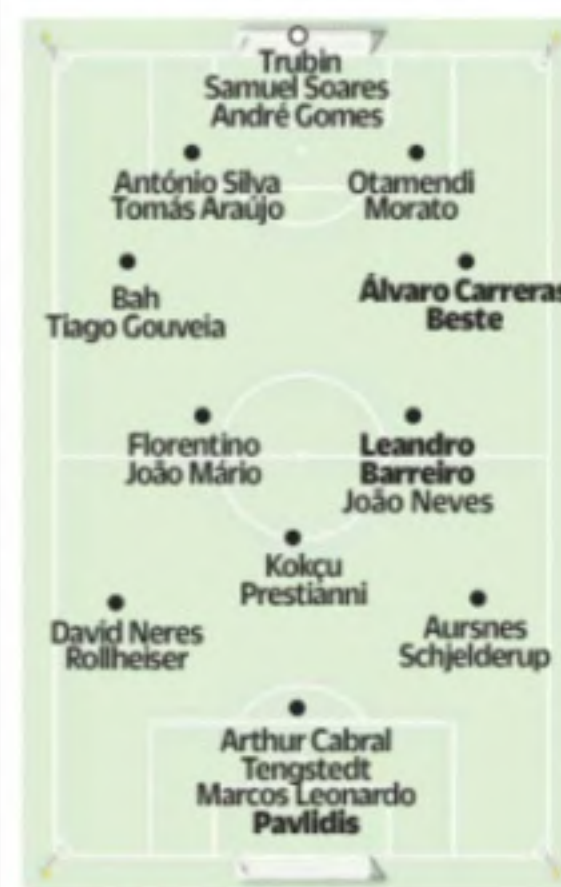 Trubin
Samuel Soares
André Gomes
António Silva
Tomás Araújo
Otamendi
Morato
Bah
Tiago Gouveia
Álvaro Carreras
Beste
Florentino
João Mário
Leandro
Barreiro
João Neves
Kokçu
Prestianni
David Neres
Rollheiser
Aursnes
Schjelderup
Arthur Cabral
Tengstedt
Marcos Leonardo
Pavlidis